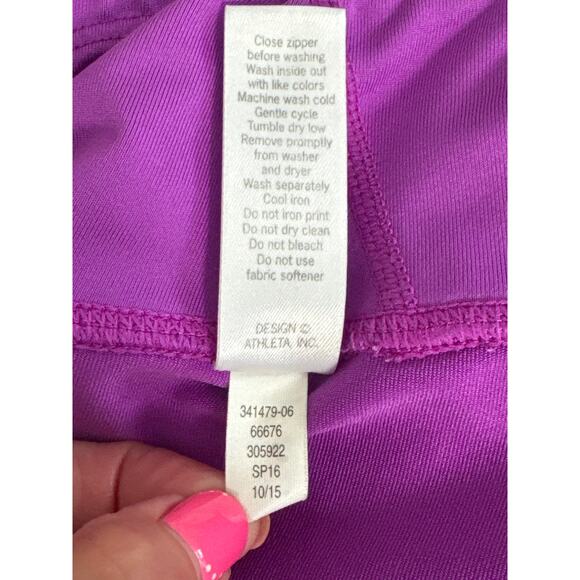 Close zipper
before washing
Wash inside out
with like colors
Machine wash cold
Gentle cycle
Tumble dry low
Remove promptly
from washer
and dryer
Wash separately
Cool iron
Do not iron print
Do not dry clean
Do not bleach
Do not use
fabric softener
DESIGN ©
ATHLETA, INC.
341479-06
66676
305922
SP16
10/15